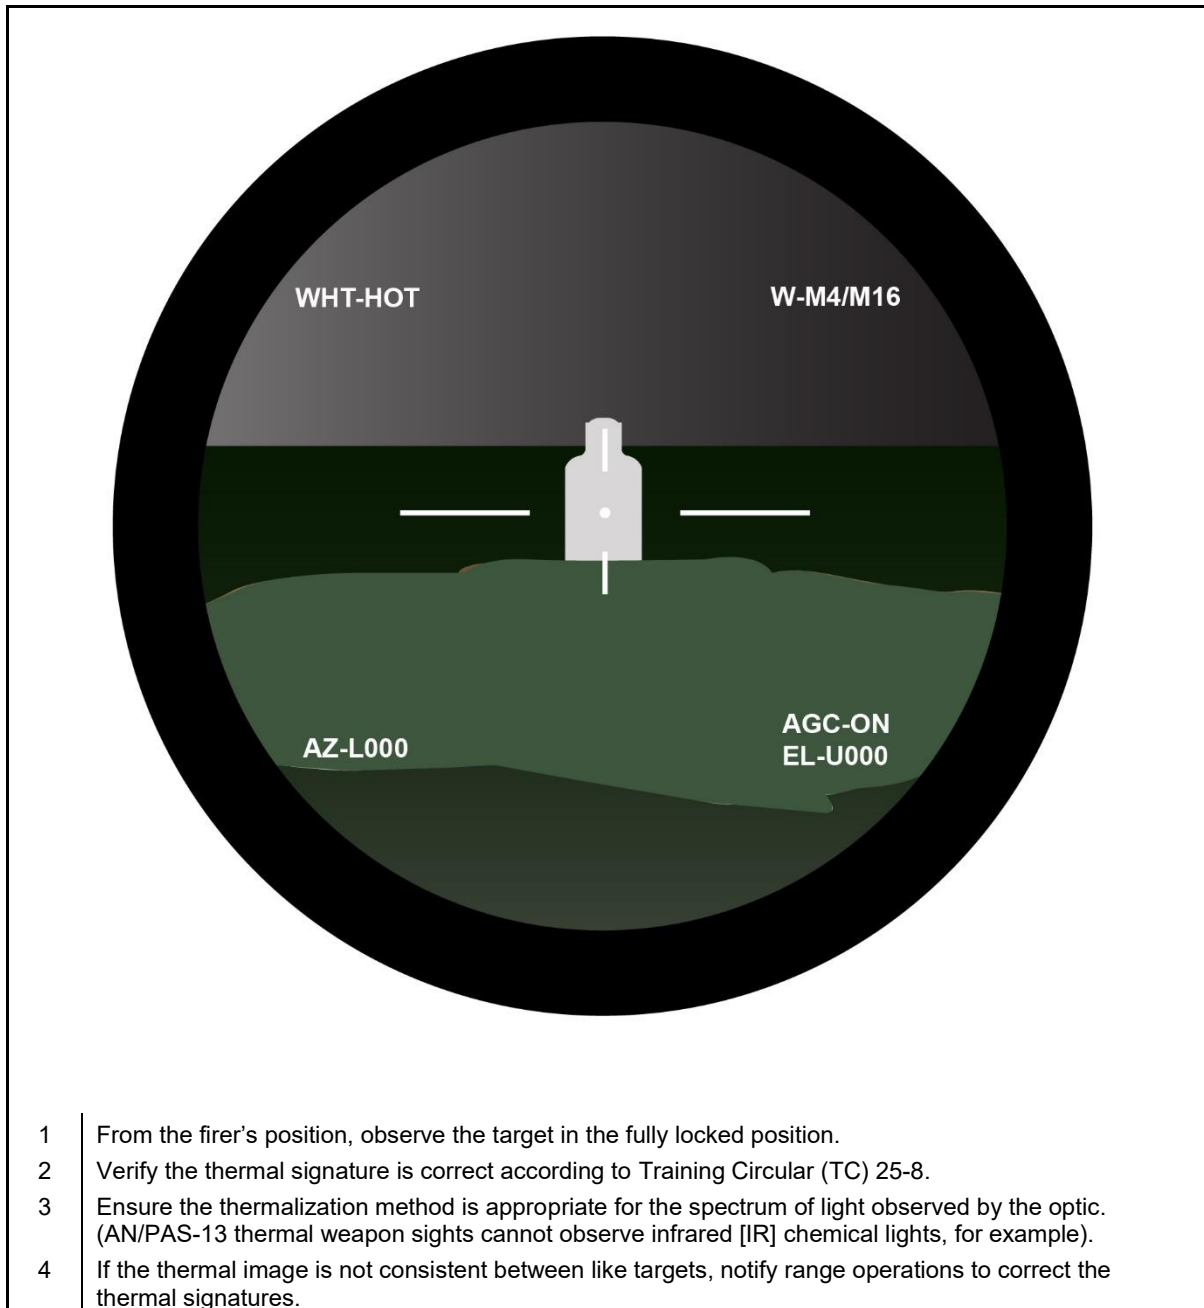 WHT-HOT
W-M4/M16
AZ-L000
AGC-ON
EL-U000
1 From the firer’s position, observe the target in the fully locked position.
2 Verify the thermal signature is correct according to Training Circular (TC) 25-8.
3 Ensure the thermalization method is appropriate for the spectrum of light observed by the optic.
(AN/PAS-13 thermal weapon sights cannot observe infrared [IR] chemical lights, for example).
4 If the thermal image is not consistent between like targets, notify range operations to correct the
thermal signatures.